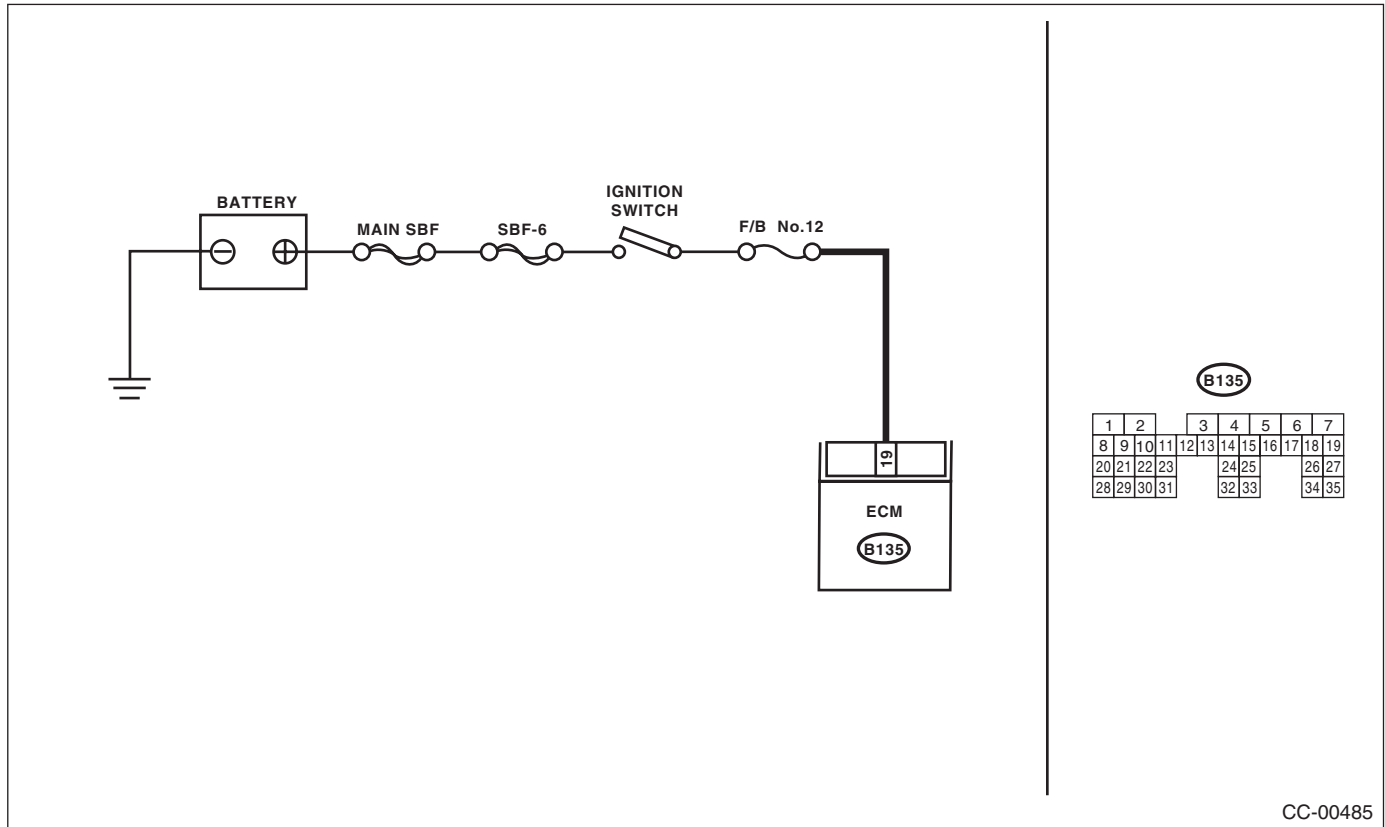 BATTERY
MAIN SBF
SBF-6
IGNITION
SWITCH
F/B No.12
19
ECM
B135
B135
1 2 3 4 5 6 7
8 9 10 11 12 13 14 15 16 17 18 19
20 21 22 23 24 25 26 27
28 29 30 31 32 33 34 35
CC-00485